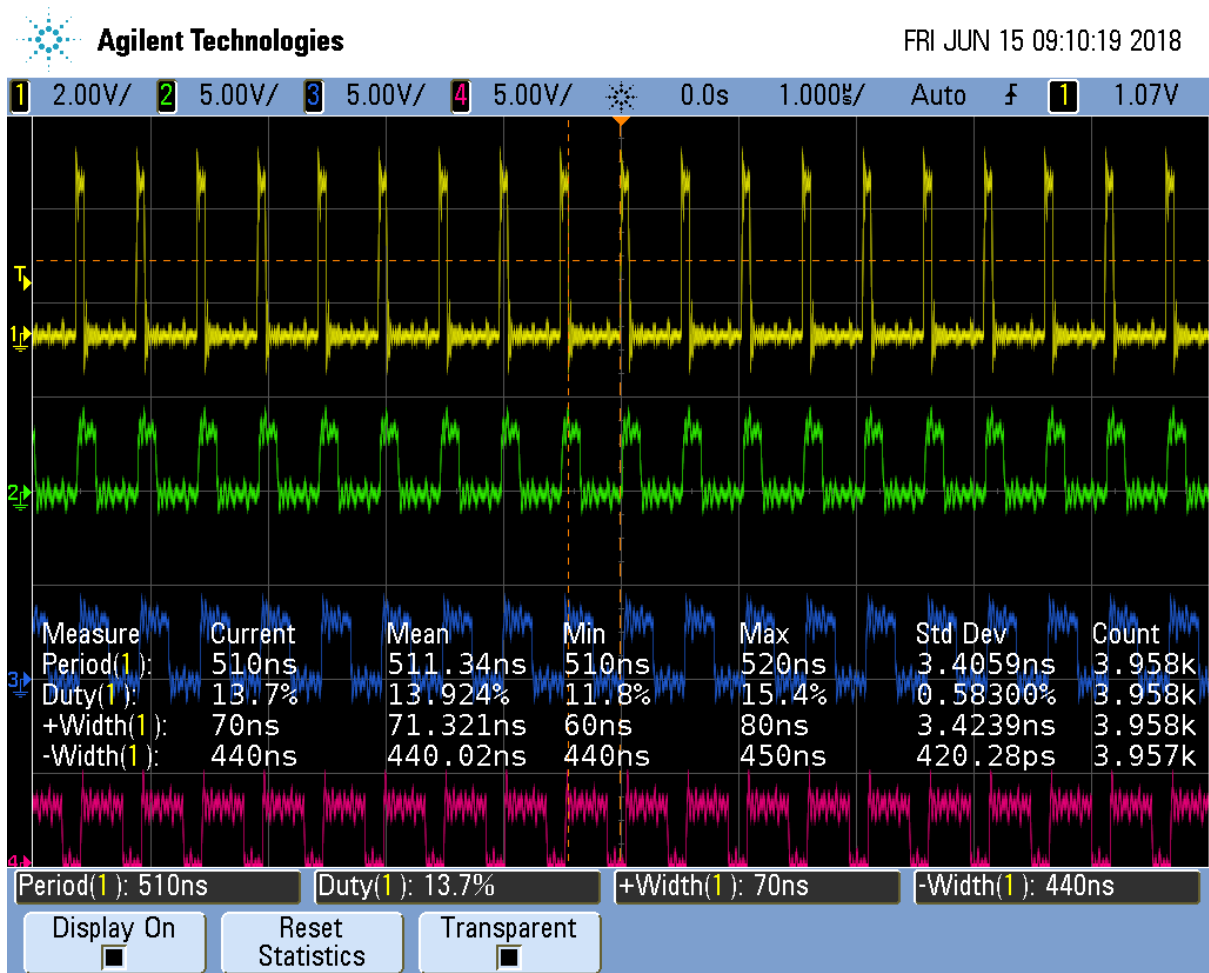 Agilent Technologies FRI JUN 15 09:10:19 2018
1 2.00V/ 2 5.00V/ 3 5.00V/ 4 5.00V/ 0.0s 1.000µs/ Auto 1 1.07V
T
1
2
Measure Current Mean Min Max Std Dev Count
Period(1): 510ns 511.34ns 510ns 520ns 3.4059ns 3.958k
3
Duty(1): 13.7% 13.924% 11.8% 15.4% 0.58300% 3.958k
+Width(1): 70ns 71.321ns 60ns 80ns 3.4239ns 3.958k
-Width(1): 440ns 440.02ns 440ns 450ns 420.28ps 3.957k
4
Period(1): 510ns Duty(1): 13.7% +Width(1): 70ns -Width(1): 440ns
Display On Reset Statistics Transparent